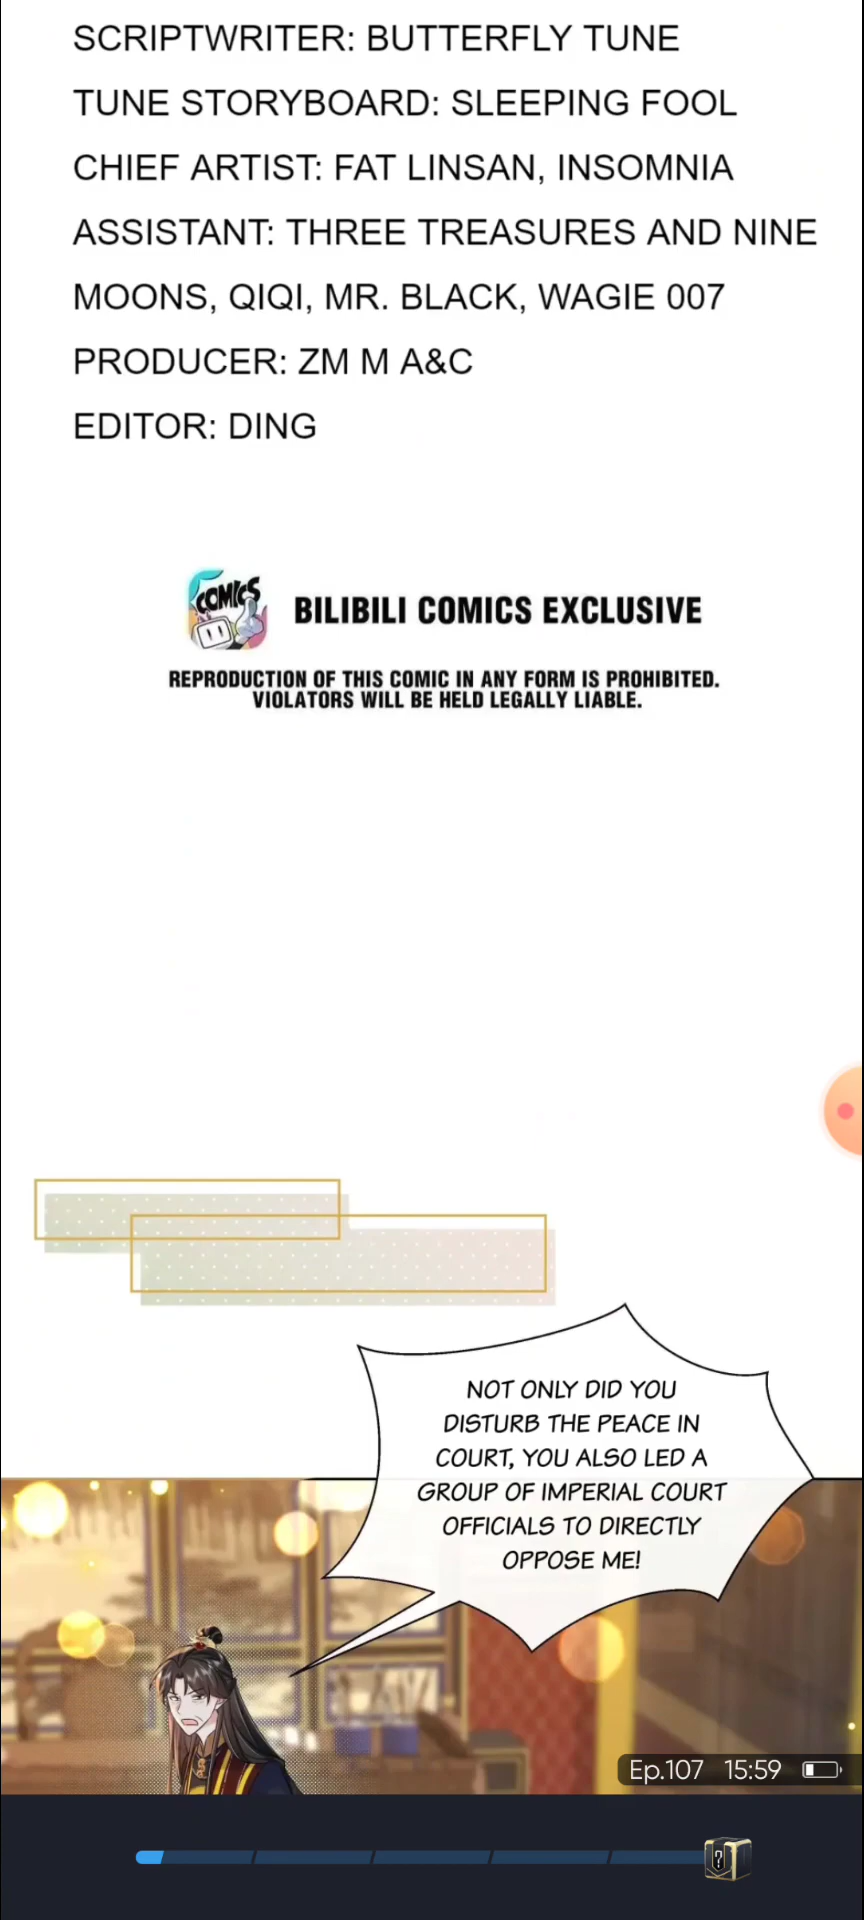 SCRIPTWRITER: BUTTERFLY TUNE
TUNE STORYBOARD: SLEEPING FOOL
CHIEF ARTIST: FAT LINSAN, INSOMNIA
ASSISTANT: THREE TREASURES AND NINE
MOONS, QIQI, MR. BLACK, WAGIE 007
PRODUCER: ZM M A&C
EDITOR: DING
COMICS
BILIBILI COMICS EXCLUSIVE
REPRODUCTION OF THIS COMIC IN ANY FORM IS PROHIBITED.
VIOLATORS WILL BE HELD LEGALLY LIABLE.
NOT ONLY DID YOU
DISTURB THE PEACE IN
COURT, YOU ALSO LED A
GROUP OF IMPERIAL COURT
OFFICIALS TO DIRECTLY
OPPOSE ME!
Ep.107 15:59
?